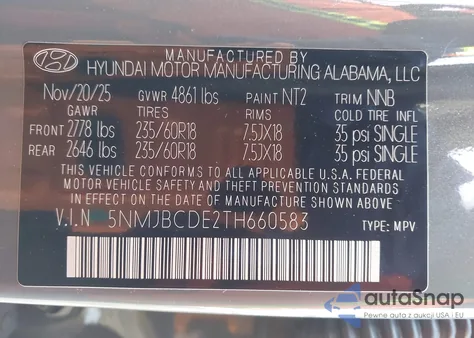 MANUFACTURED BY
HYUNDAI MOTOR MANUFACTURING ALABAMA, LLC
Nov/20/25 GVWR 4861 lbs PAINT NT2 TRIM NNB
GAWR TIRES RIMS COLD TIRE INFL
FRONT 2778 lbs 235/60R18 7.5JX18 35 psi SINGLE
REAR 2646 lbs 235/60R18 7.5JX18 35 psi SINGLE
THIS VEHICLE CONFORMS TO ALL APPLICABLE U.S.A. FEDERAL
MOTOR VEHICLE SAFETY AND THEFT PREVENTION STANDARDS
IN EFFECT ON THE DATE OF MANUFACTURE SHOWN ABOVE.
V.I.N 5NMJBCDE2TH660583 TYPE: MPV
autoSnap
Pewne auta z aukcji USA i EU